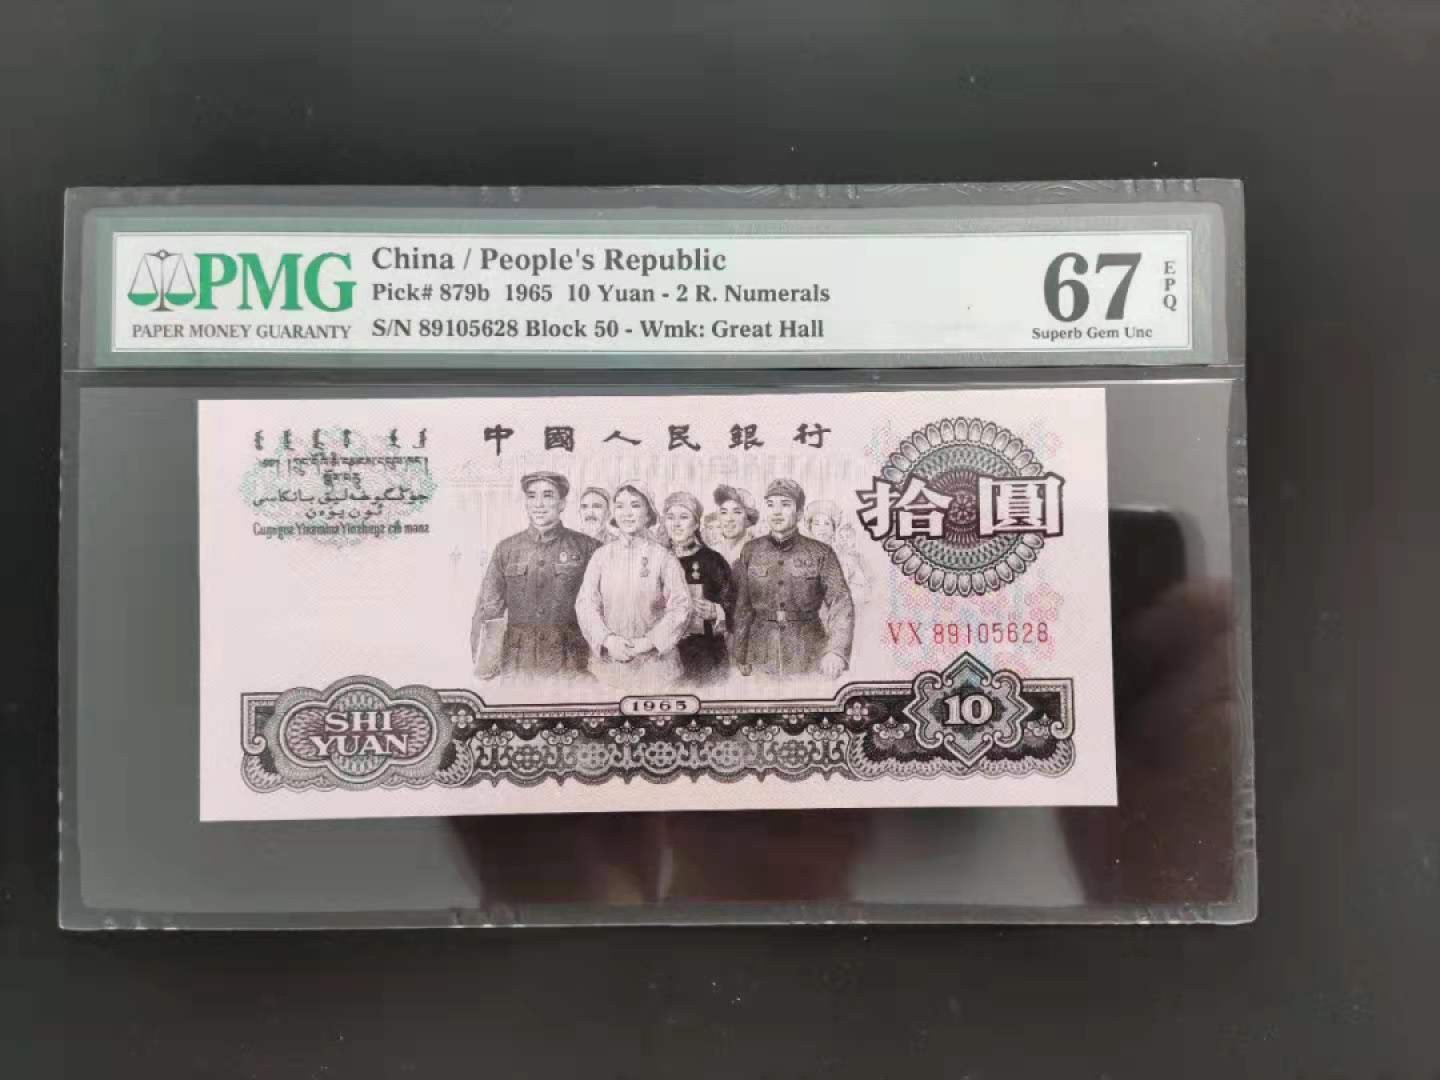 PMG
PAPER MONEY GUARANTY
China / People's Republic
Pick# 879b 1965 10 Yuan - 2 R. Numerals
S/N 89105628 Block 50 - Wmk: Great Hall
67
EPQ
Superb Gem Unc
中國人民銀行
拾圓
VX 89105628
1965
SHI
YUAN
10